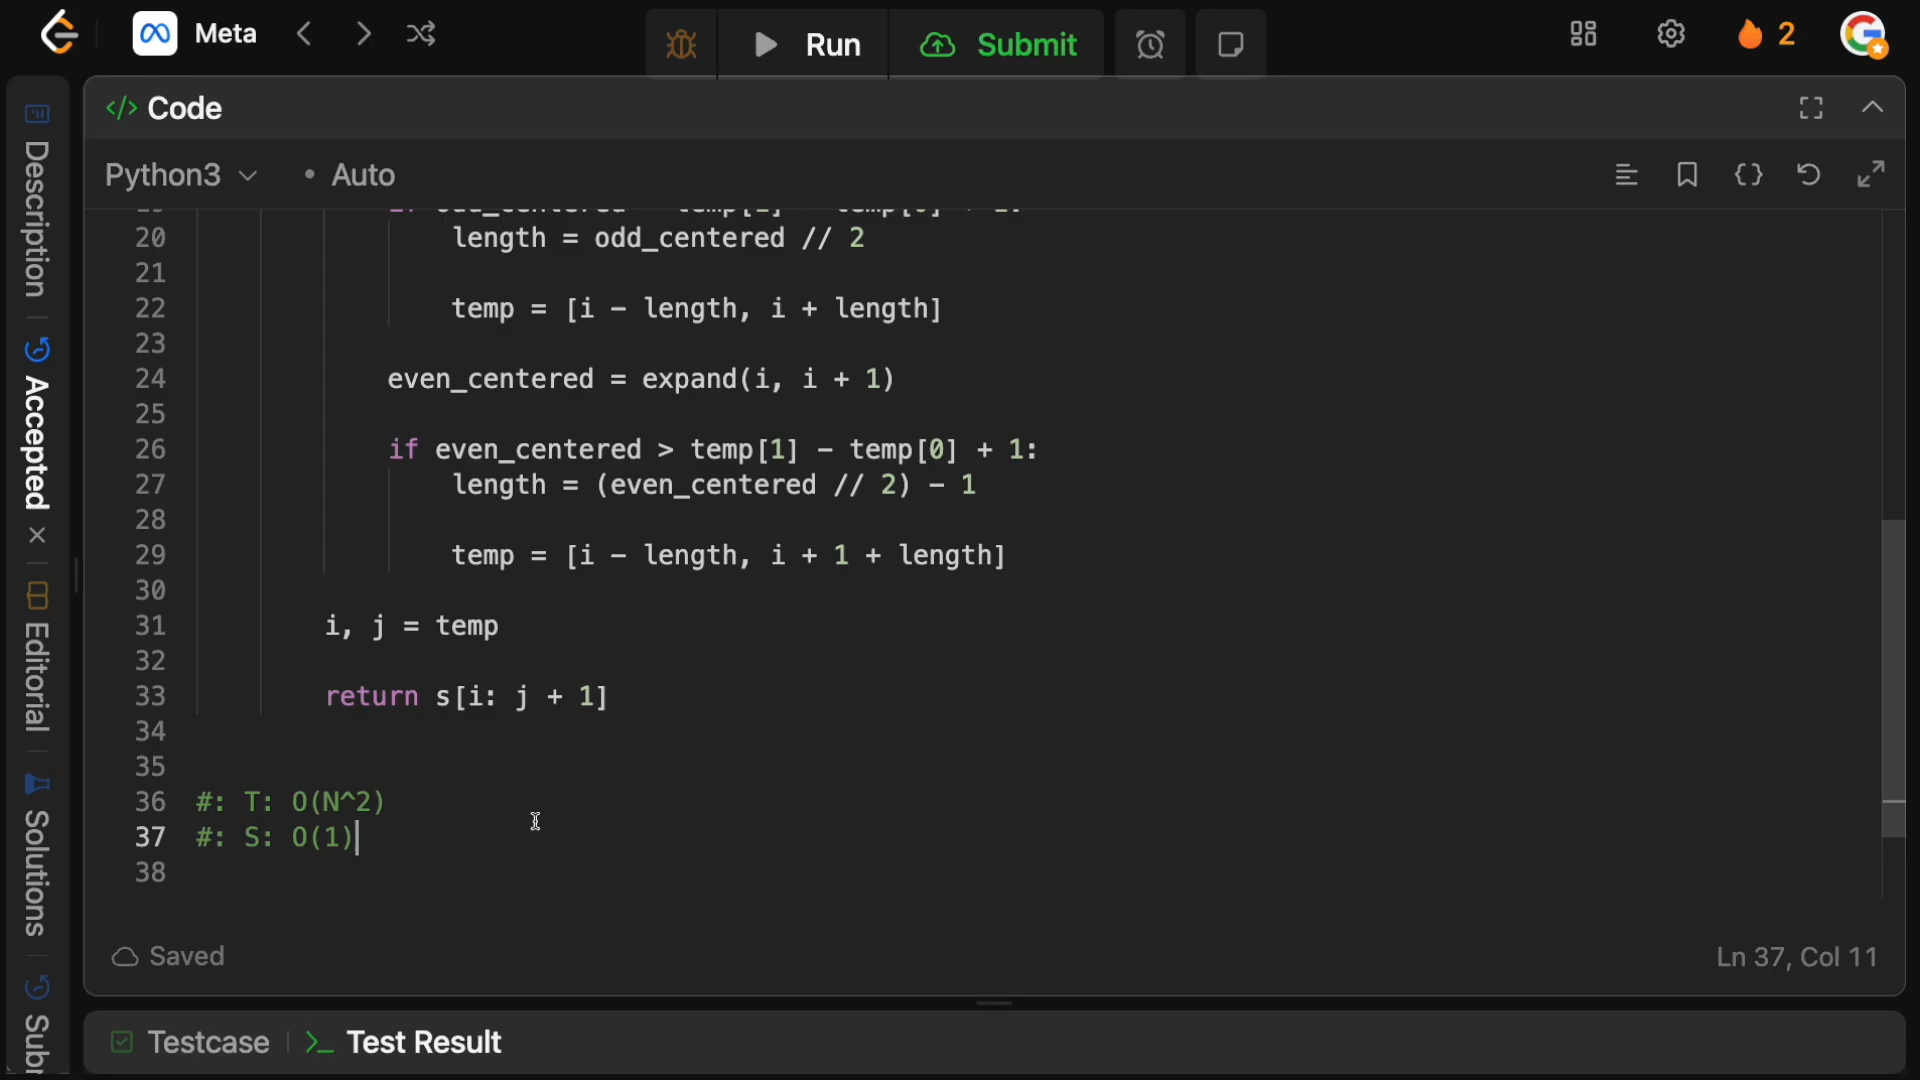 Meta
Run
Submit
2
Code
Python3
Auto
20 length = odd_centered // 2
21
22 temp = [i - length, i + length]
23
24 even_centered = expand(i, i + 1)
25
26 if even_centered > temp[1] - temp[0] + 1:
27 length = (even_centered // 2) - 1
28
29 temp = [i - length, i + 1 + length]
30
31 i, j = temp
32
33 return s[i: j + 1]
34
35
36 #: T: O(N^2)
37 #: S: O(1)
38
Saved
Ln 37, Col 11
Testcase
Test Result
Description
Accepted
Editorial
Solutions